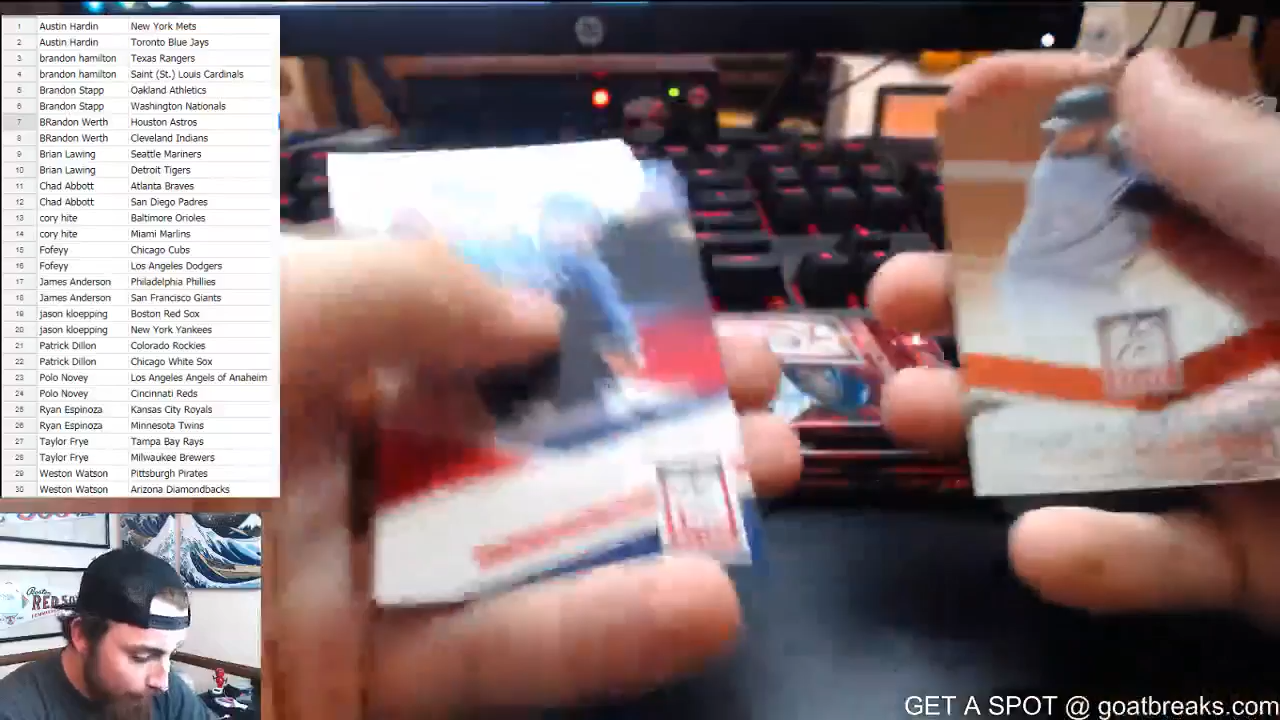 1 Austin Hardin New York Mets
2 Austin Hardin Toronto Blue Jays
3 brandon hamilton Texas Rangers
4 brandon hamilton Saint (St.) Louis Cardinals
5 Brandon Stapp Oakland Athletics
6 Brandon Stapp Washington Nationals
7 BRandon Werth Houston Astros
8 BRandon Werth Cleveland Indians
9 Brian Lawing Seattle Mariners
10 Brian Lawing Detroit Tigers
11 Chad Abbott Atlanta Braves
12 Chad Abbott San Diego Padres
13 cory hite Baltimore Orioles
14 cory hite Miami Marlins
15 Fofeyy Chicago Cubs
16 Fofeyy Los Angeles Dodgers
17 James Anderson Philadelphia Phillies
18 James Anderson San Francisco Giants
19 jason kloepping Boston Red Sox
20 jason kloepping New York Yankees
21 Patrick Dillon Colorado Rockies
22 Patrick Dillon Chicago White Sox
23 Polo Novey Los Angeles Angels of Anaheim
24 Polo Novey Cincinnati Reds
25 Ryan Espinoza Kansas City Royals
26 Ryan Espinoza Minnesota Twins
27 Taylor Frye Tampa Bay Rays
28 Taylor Frye Milwaukee Brewers
29 Weston Watson Pittsburgh Pirates
30 Weston Watson Arizona Diamondbacks
Boston
RED SO
GET A SPOT @ goatbreaks.com